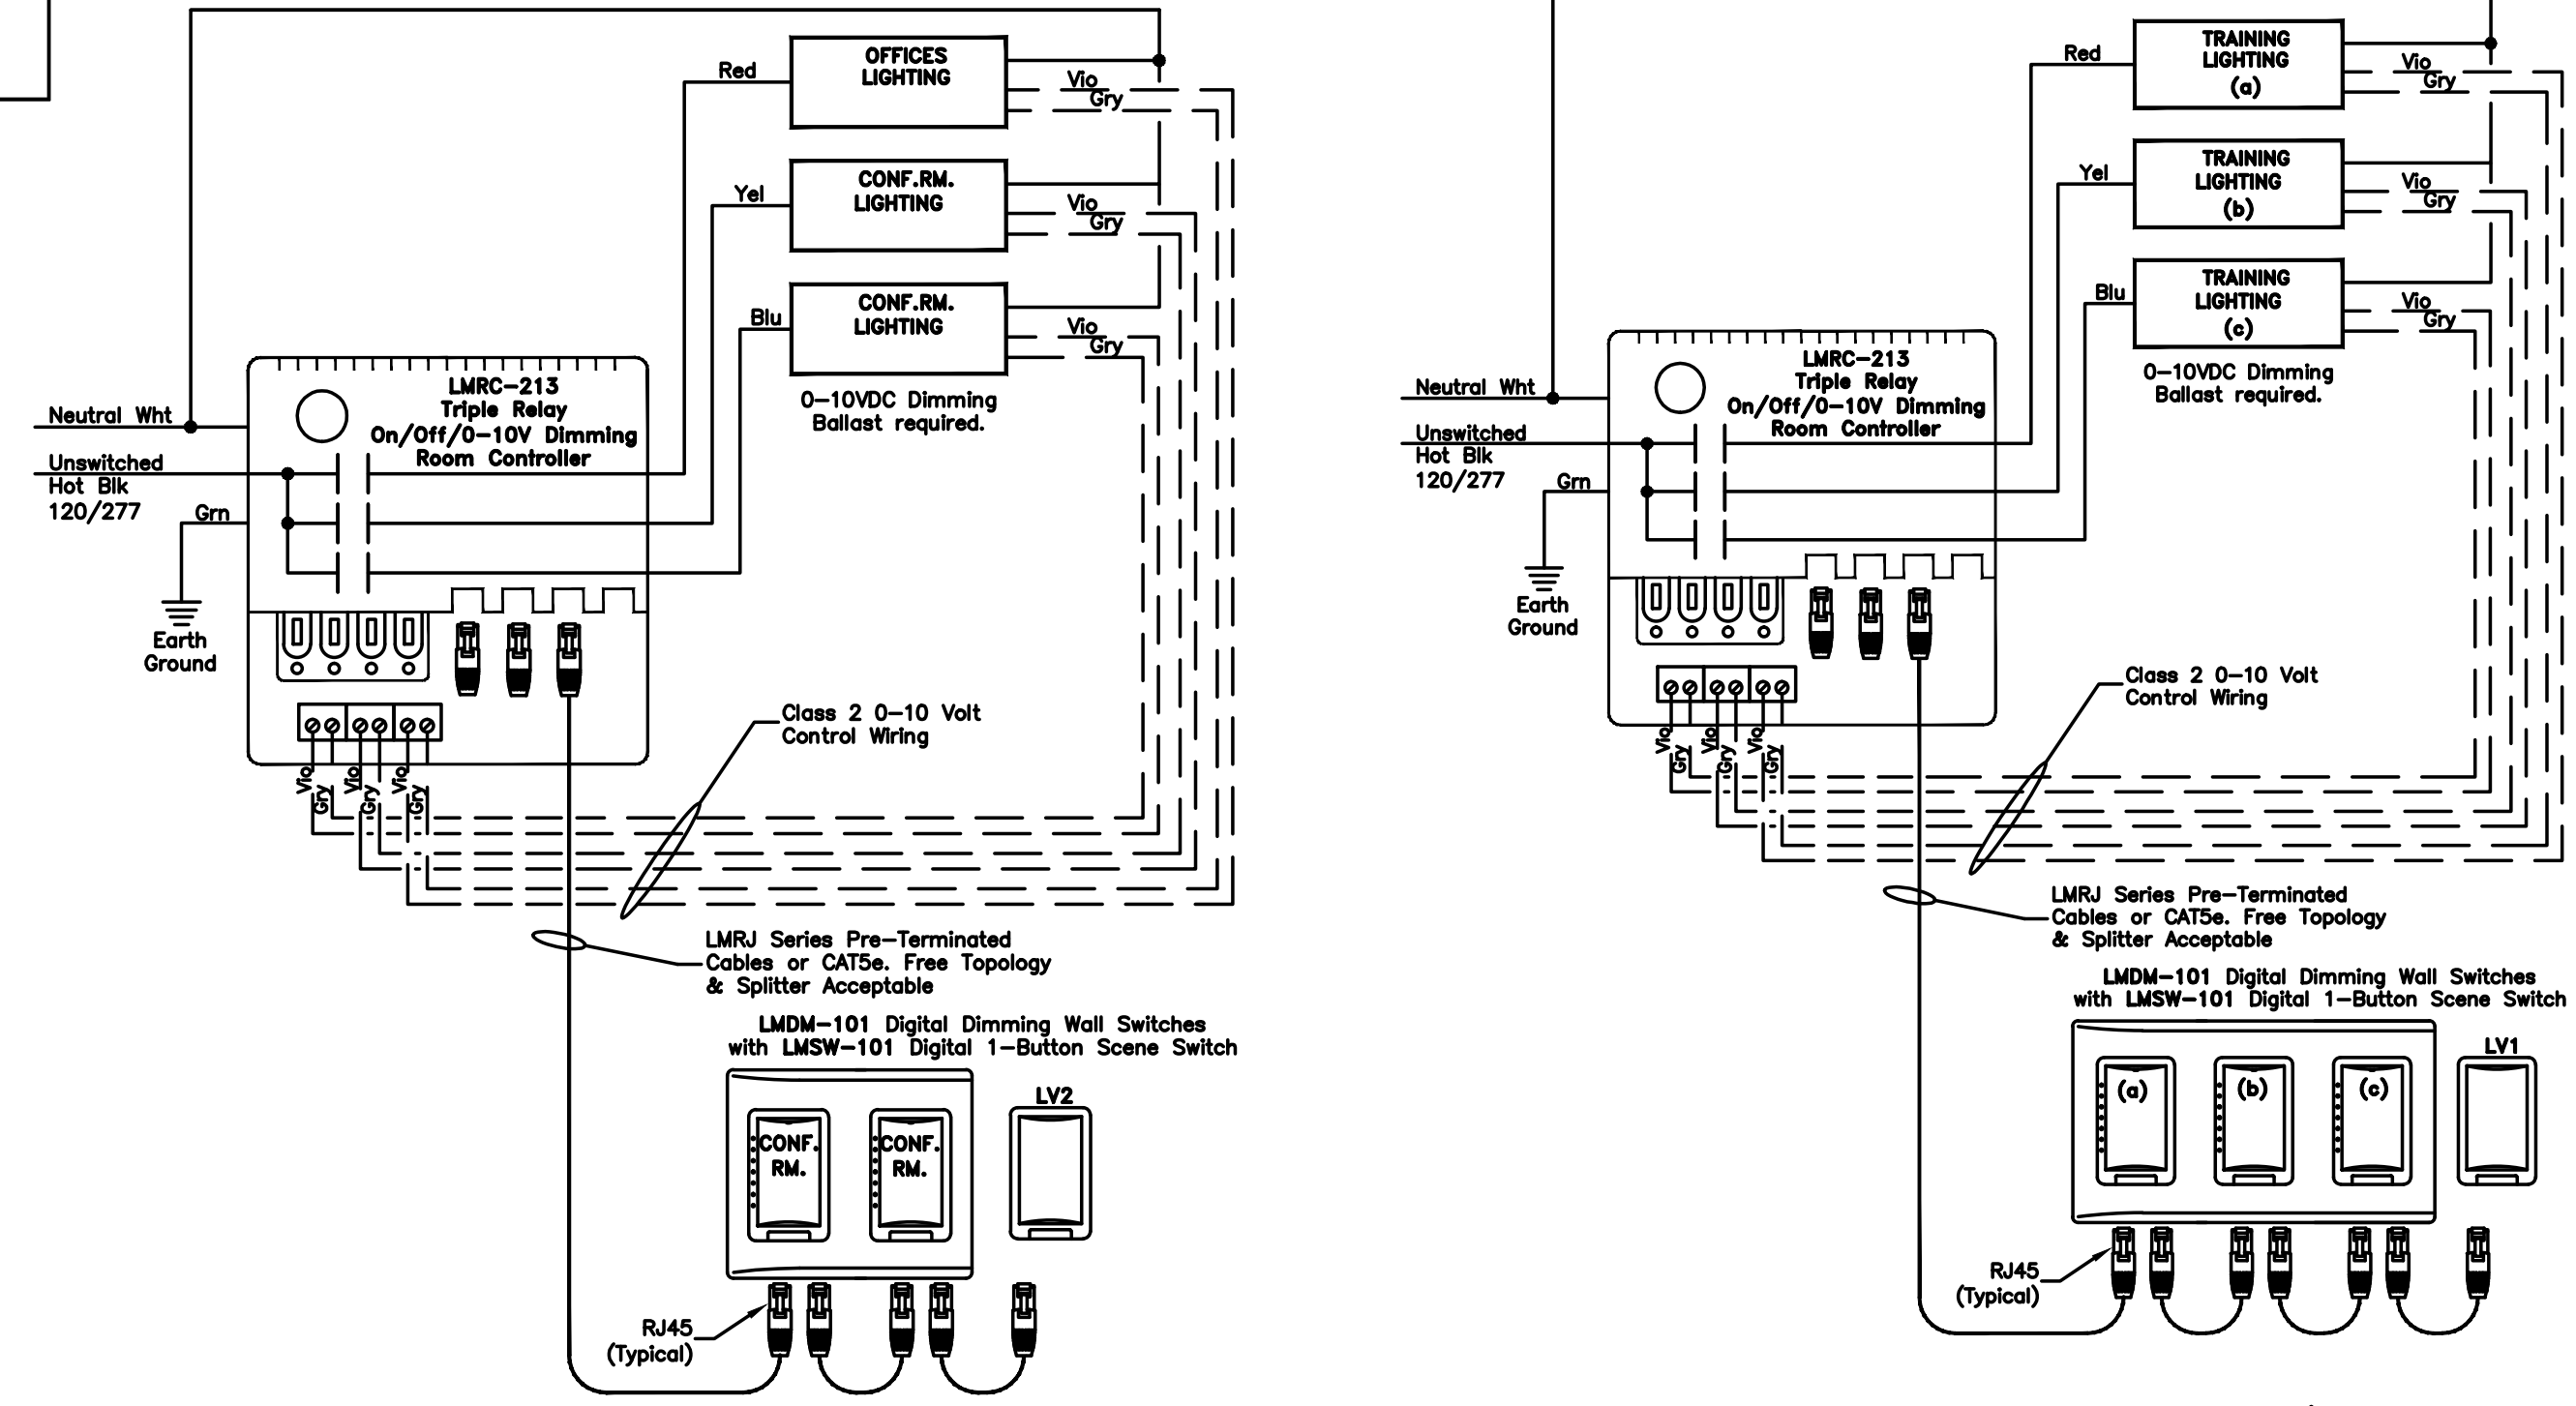 OFFICES
LIGHTING
Red
Vio
Gry
CONF.RM.
LIGHTING
Yel
Vio
Gry
CONF.RM.
LIGHTING
Blu
Vio
Gry
0-10VDC Dimming
Ballast required.
LMRC-213
Triple Relay
On/Off/0-10V Dimming
Room Controller
Neutral Wht
Unswitched
Hot Blk
120/277
Grn
Earth
Ground
Vio
Gry
Vio
Gry
Vio
Gry
Class 2 0-10 Volt
Control Wiring
LMRJ Series Pre-Terminated
Cables or CAT5e. Free Topology
& Splitter Acceptable
LMDM-101 Digital Dimming Wall Switches
with LMSW-101 Digital 1-Button Scene Switch
LV2
CONF.
RM.
CONF.
RM.
RJ45
(Typical)
TRAINING
LIGHTING
(a)
Red
Vio
Gry
TRAINING
LIGHTING
(b)
Yel
Vio
Gry
TRAINING
LIGHTING
(c)
Blu
Vio
Gry
0-10VDC Dimming
Ballast required.
LMRC-213
Triple Relay
On/Off/0-10V Dimming
Room Controller
Neutral Wht
Unswitched
Hot Blk
120/277
Grn
Earth
Ground
Vio
Gry
Vio
Gry
Vio
Gry
Class 2 0-10 Volt
Control Wiring
LMRJ Series Pre-Terminated
Cables or CAT5e. Free Topology
& Splitter Acceptable
LMDM-101 Digital Dimming Wall Switches
with LMSW-101 Digital 1-Button Scene Switch
LV1
(a)
(b)
(c)
RJ45
(Typical)